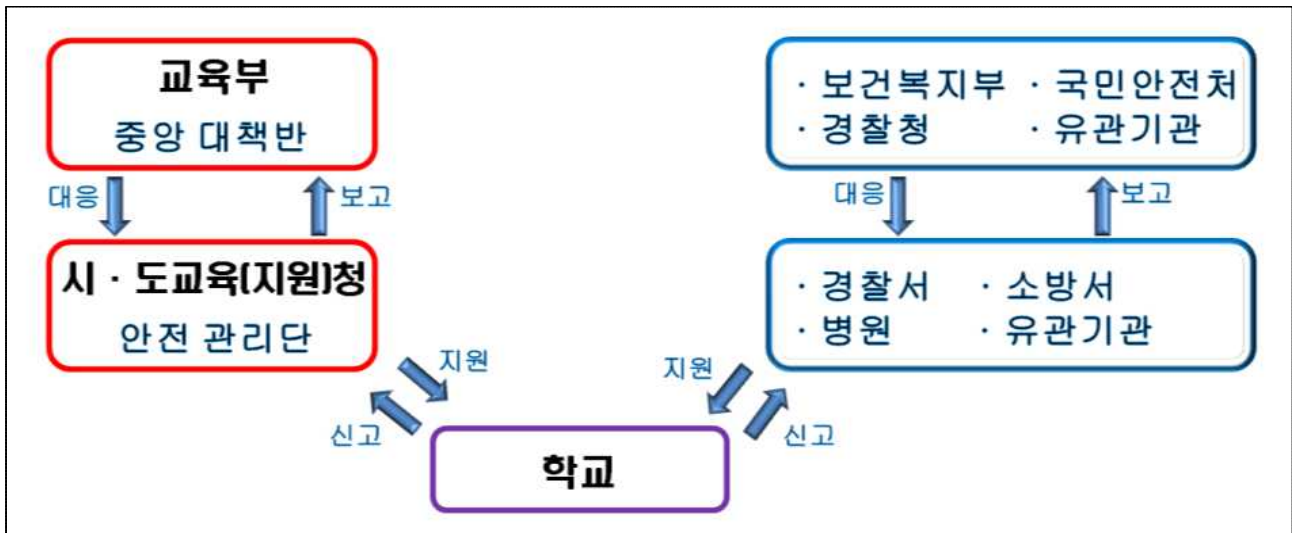 교육부
중앙 대책반
· 보건복지부 · 국민안전처
· 경찰청 · 유관기관
대응
보고
대응
보고
시 · 도교육(지원)청
안전 관리단
· 경찰서 · 소방서
· 병원 · 유관기관
지원
지원
신고
신고
학교